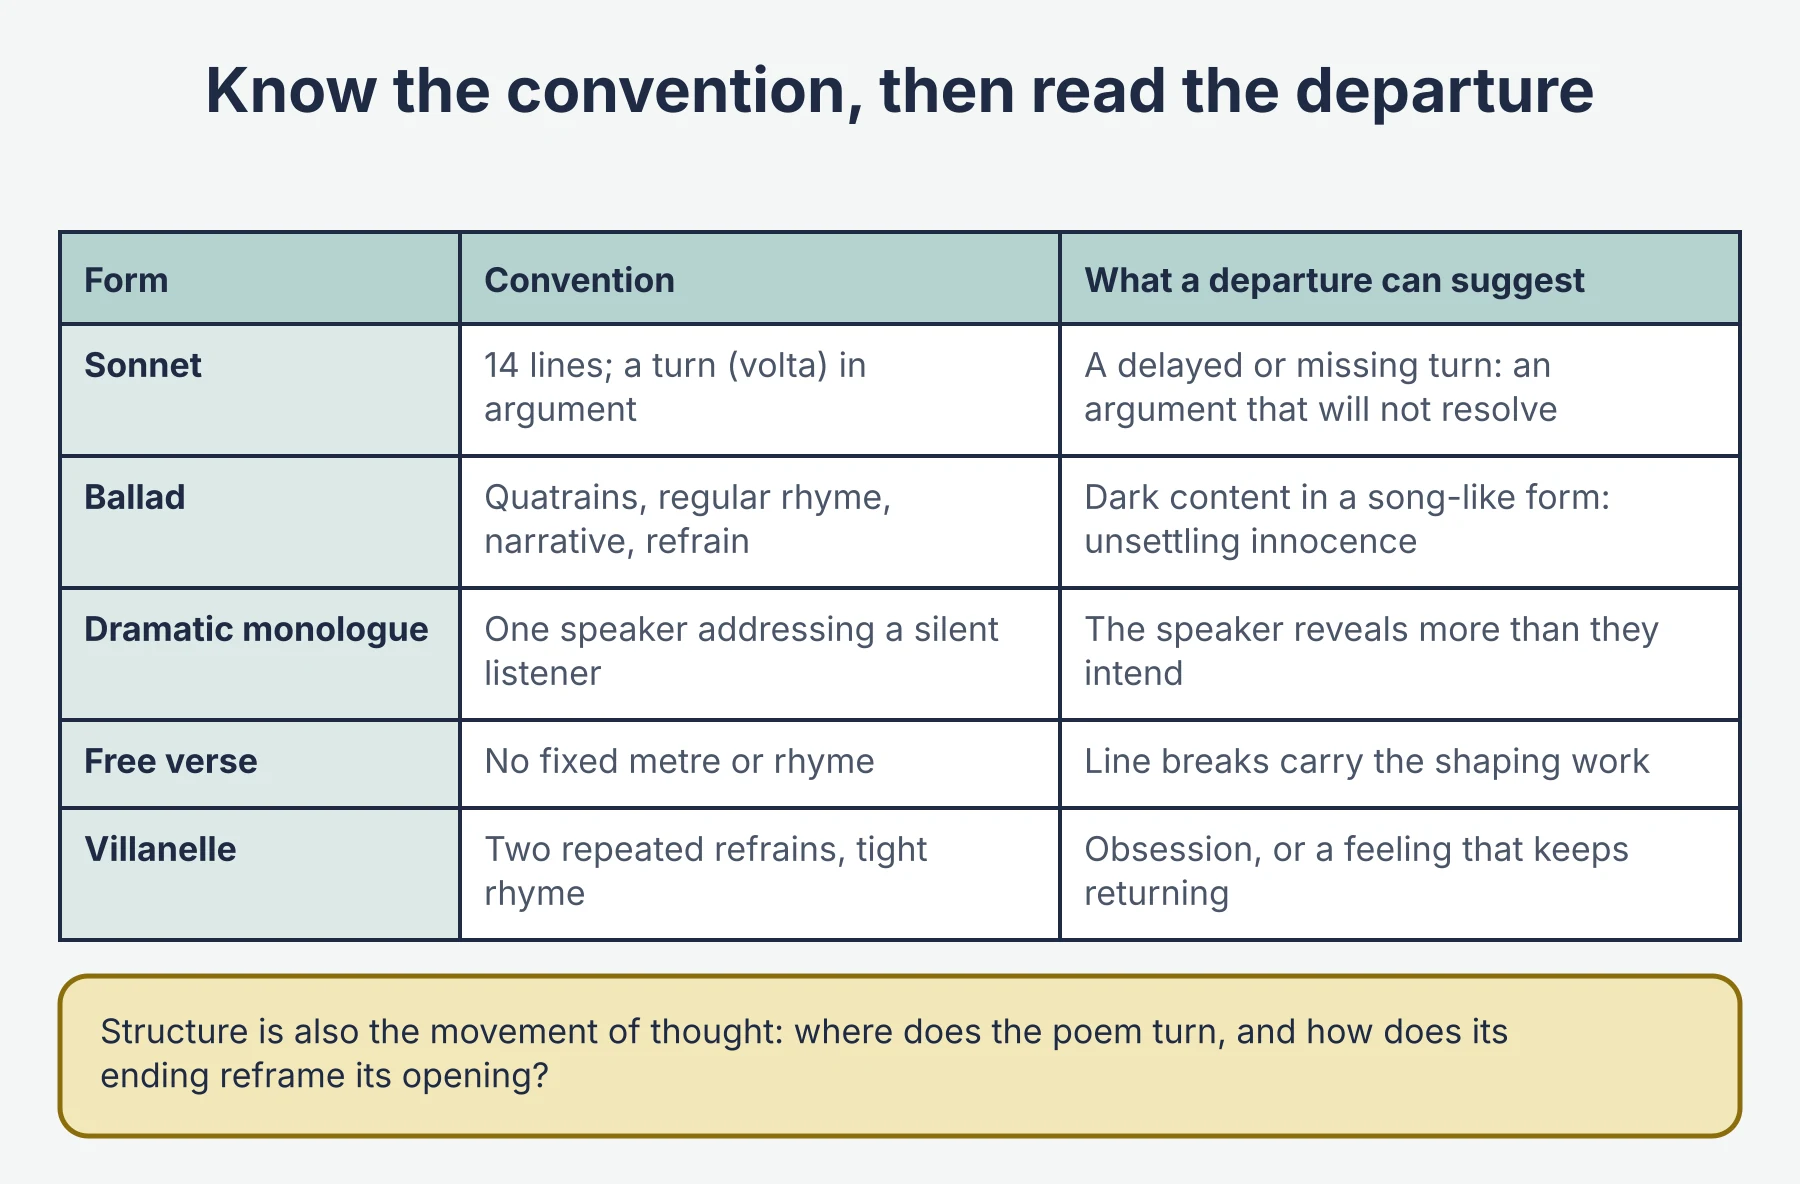 Know the convention, then read the departure
Form
Convention
What a departure can suggest
Sonnet
14 lines; a turn (volta) in
argument
A delayed or missing turn: an
argument that will not resolve
Ballad
Quatrains, regular rhyme,
narrative, refrain
Dark content in a song-like form:
unsettling innocence
Dramatic monologue
One speaker addressing a silent
listener
The speaker reveals more than they
intend
Free verse
No fixed metre or rhyme
Line breaks carry the shaping work
Villanelle
Two repeated refrains, tight
rhyme
Obsession, or a feeling that keeps
returning
Structure is also the movement of thought: where does the poem turn, and how does its
ending reframe its opening?